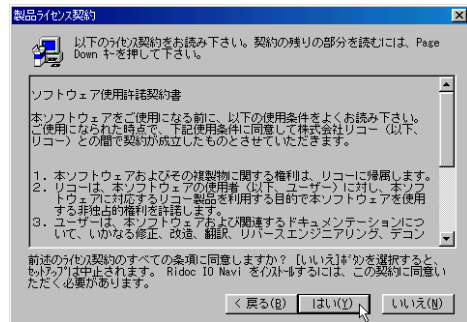 製品ライセンス契約
以下のライセンス契約をお読み下さい。契約の残りの部分を読むには、Page
Down キーを押して下さい。
ソフトウェア使用許諾契約書
本ソフトウェアをご使用になる前に、以下の使用条件をよくお読み下さい。
ご使用になられた時点で、下記使用条件に同意して株式会社リコー（以下、
リコー）との間で契約が成立したものとさせていただきます。
1. 本ソフトウェアおよびその複製物に関する権利は、リコーに帰属します。
2. リコーは、本ソフトウェアの使用者（以下、ユーザー）に対し、本ソフ
トウェアに対応するリコー製品を利用する目的で本ソフトウェアを使用
する非独占的権利を許諾します。
3. ユーザーは、本ソフトウェアおよび関連するドキュメンテーションにつ
いて、いかなる修正、改造、翻訳、リバースエンジニアリング、デコン
前述のライセンス契約のすべての条項に同意しますか？ [いいえ]ボタンを選択すると、
セットアップは中止されます。 Ridoc IO Navi をインストールするには、この契約に同意い
ただく必要があります。
< 戻る(B) はい(Y) いいえ(N)